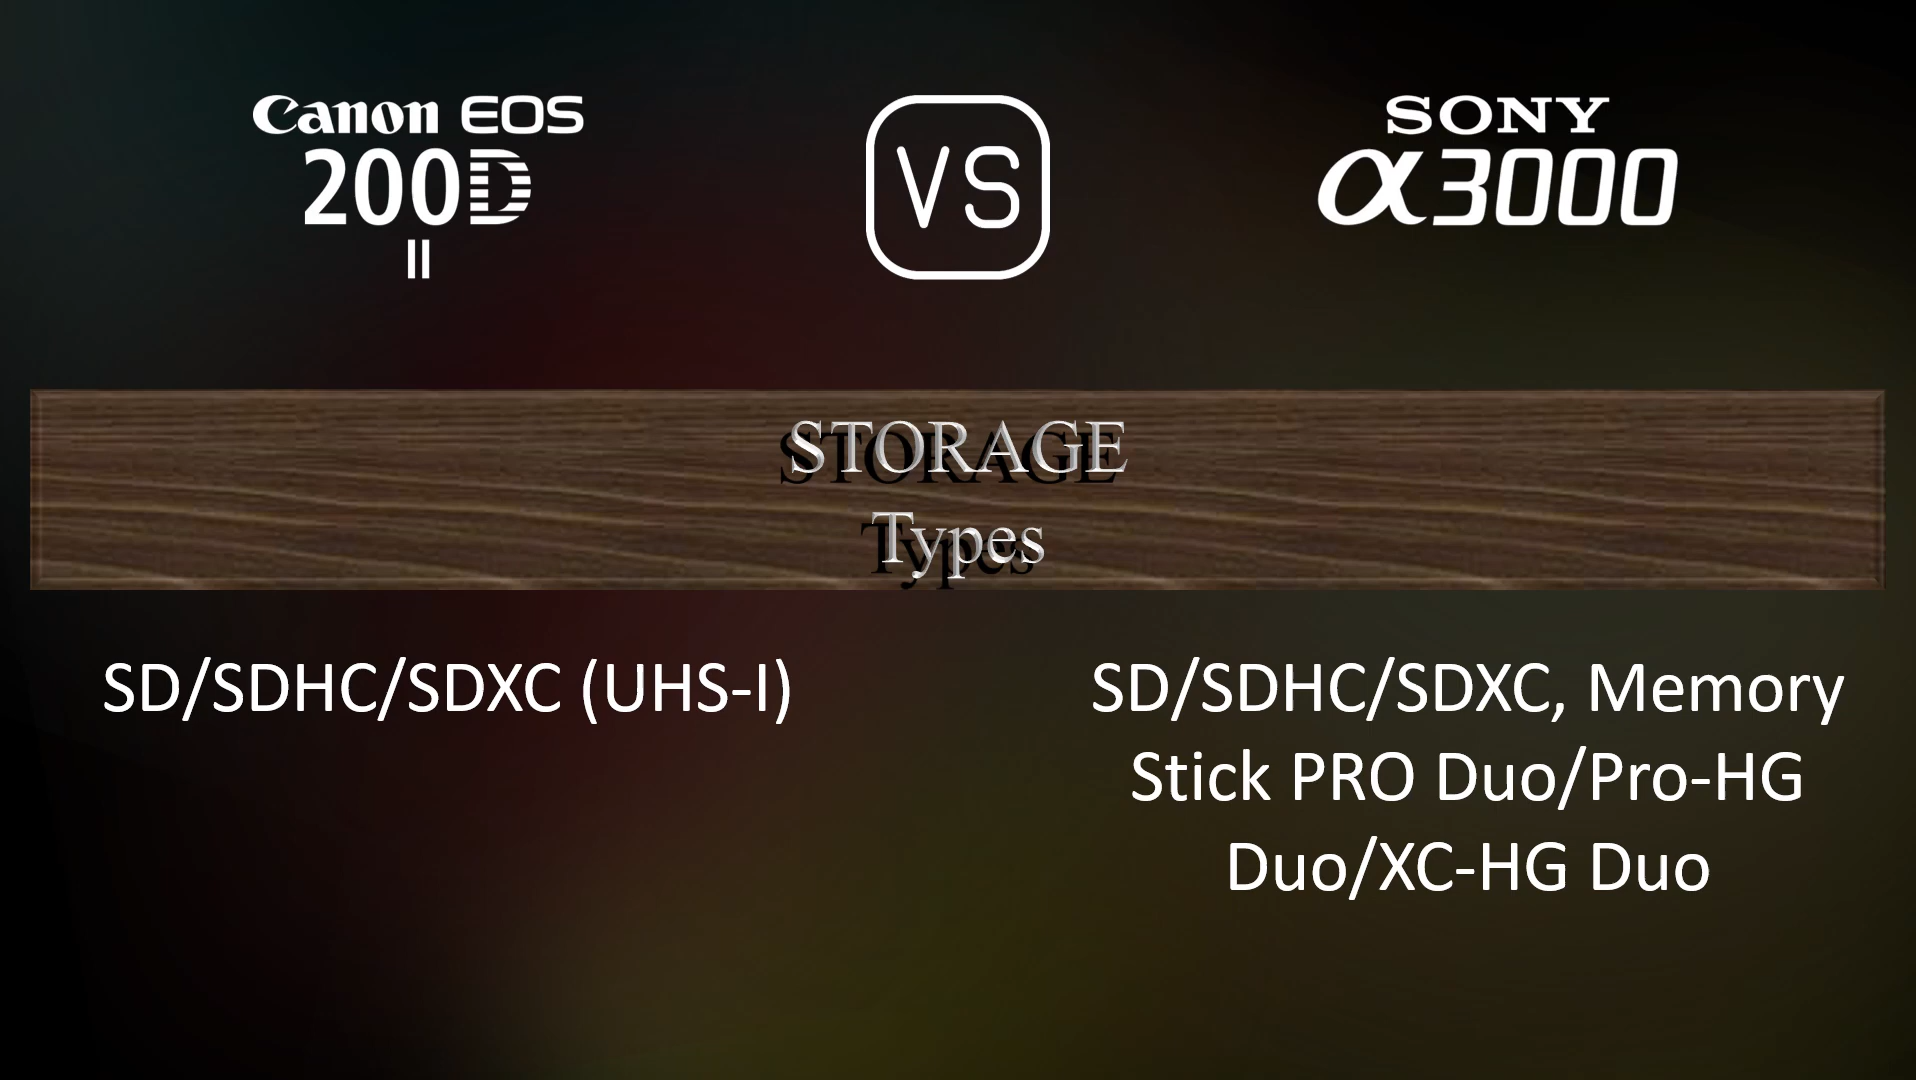 Canon EOS
200D
II
VS
SONY
α3000
STORAGE
Types
SD/SDHC/SDXC (UHS-I)
SD/SDHC/SDXC, Memory
Stick PRO Duo/Pro-HG
Duo/XC-HG Duo